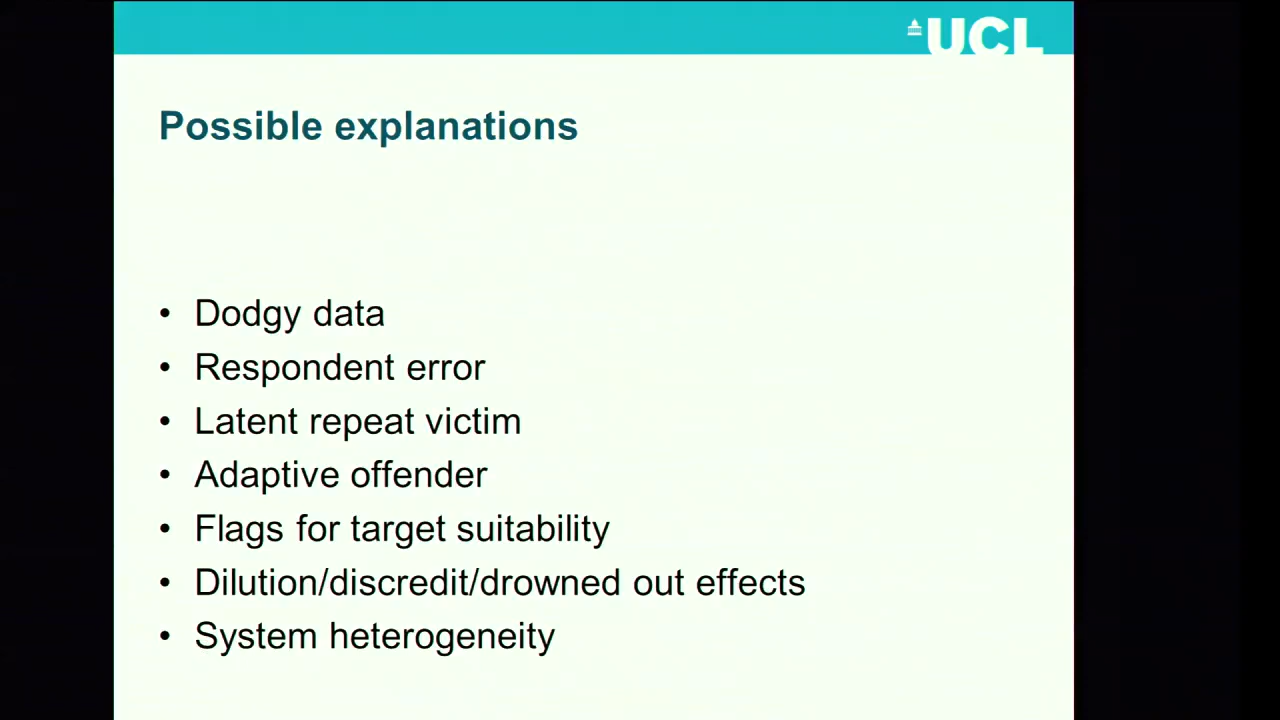 UCL
Possible explanations
• Dodgy data
• Respondent error
• Latent repeat victim
• Adaptive offender
• Flags for target suitability
• Dilution/discredit/drowned out effects
• System heterogeneity